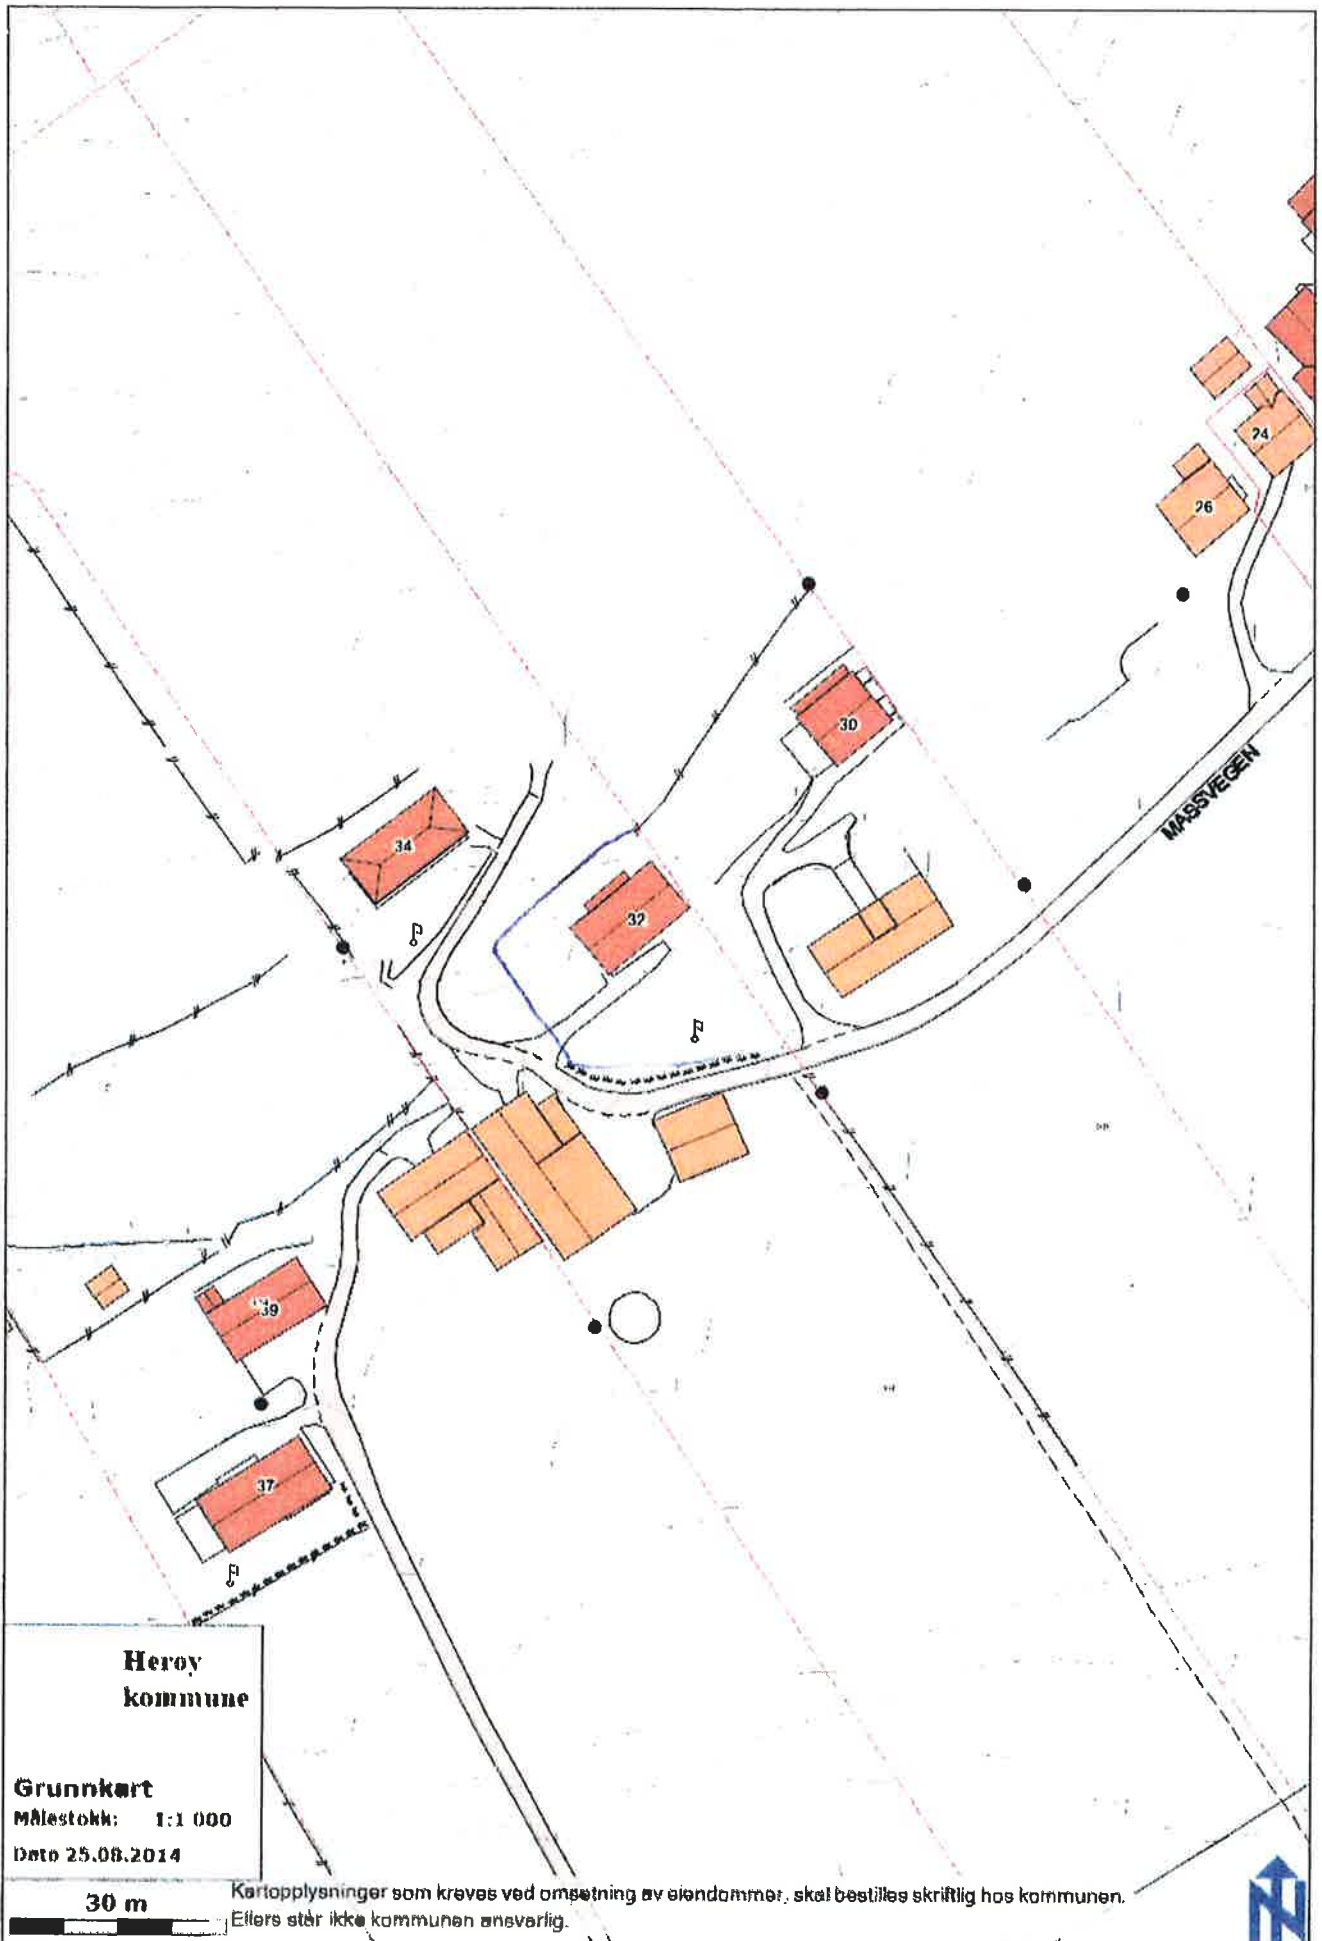 24
26
30
MASSVEGEN
34
32
39
37
Heroy
kommune
Grunnkart
Målestokk: 1:1 000
Dato 25.08.2014
30 m
Kartopplysninger som kreves ved omsetning av eiendommer, skal bestilles skriftlig hos kommunen.
Ellers står ikke kommunen ansvarlig.
N